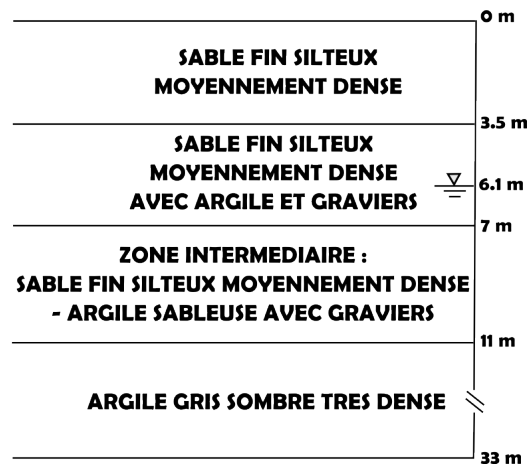 0 m
SABLE FIN SILTEUX
MOYENNEMENT DENSE
3.5 m
SABLE FIN SILTEUX
MOYENNEMENT DENSE
AVEC ARGILE ET GRAVIERS
6.1 m
7 m
ZONE INTERMEDIAIRE :
SABLE FIN SILTEUX MOYENNEMENT DENSE
- ARGILE SABLEUSE AVEC GRAVIERS
11 m
ARGILE GRIS SOMBRE TRES DENSE
33 m